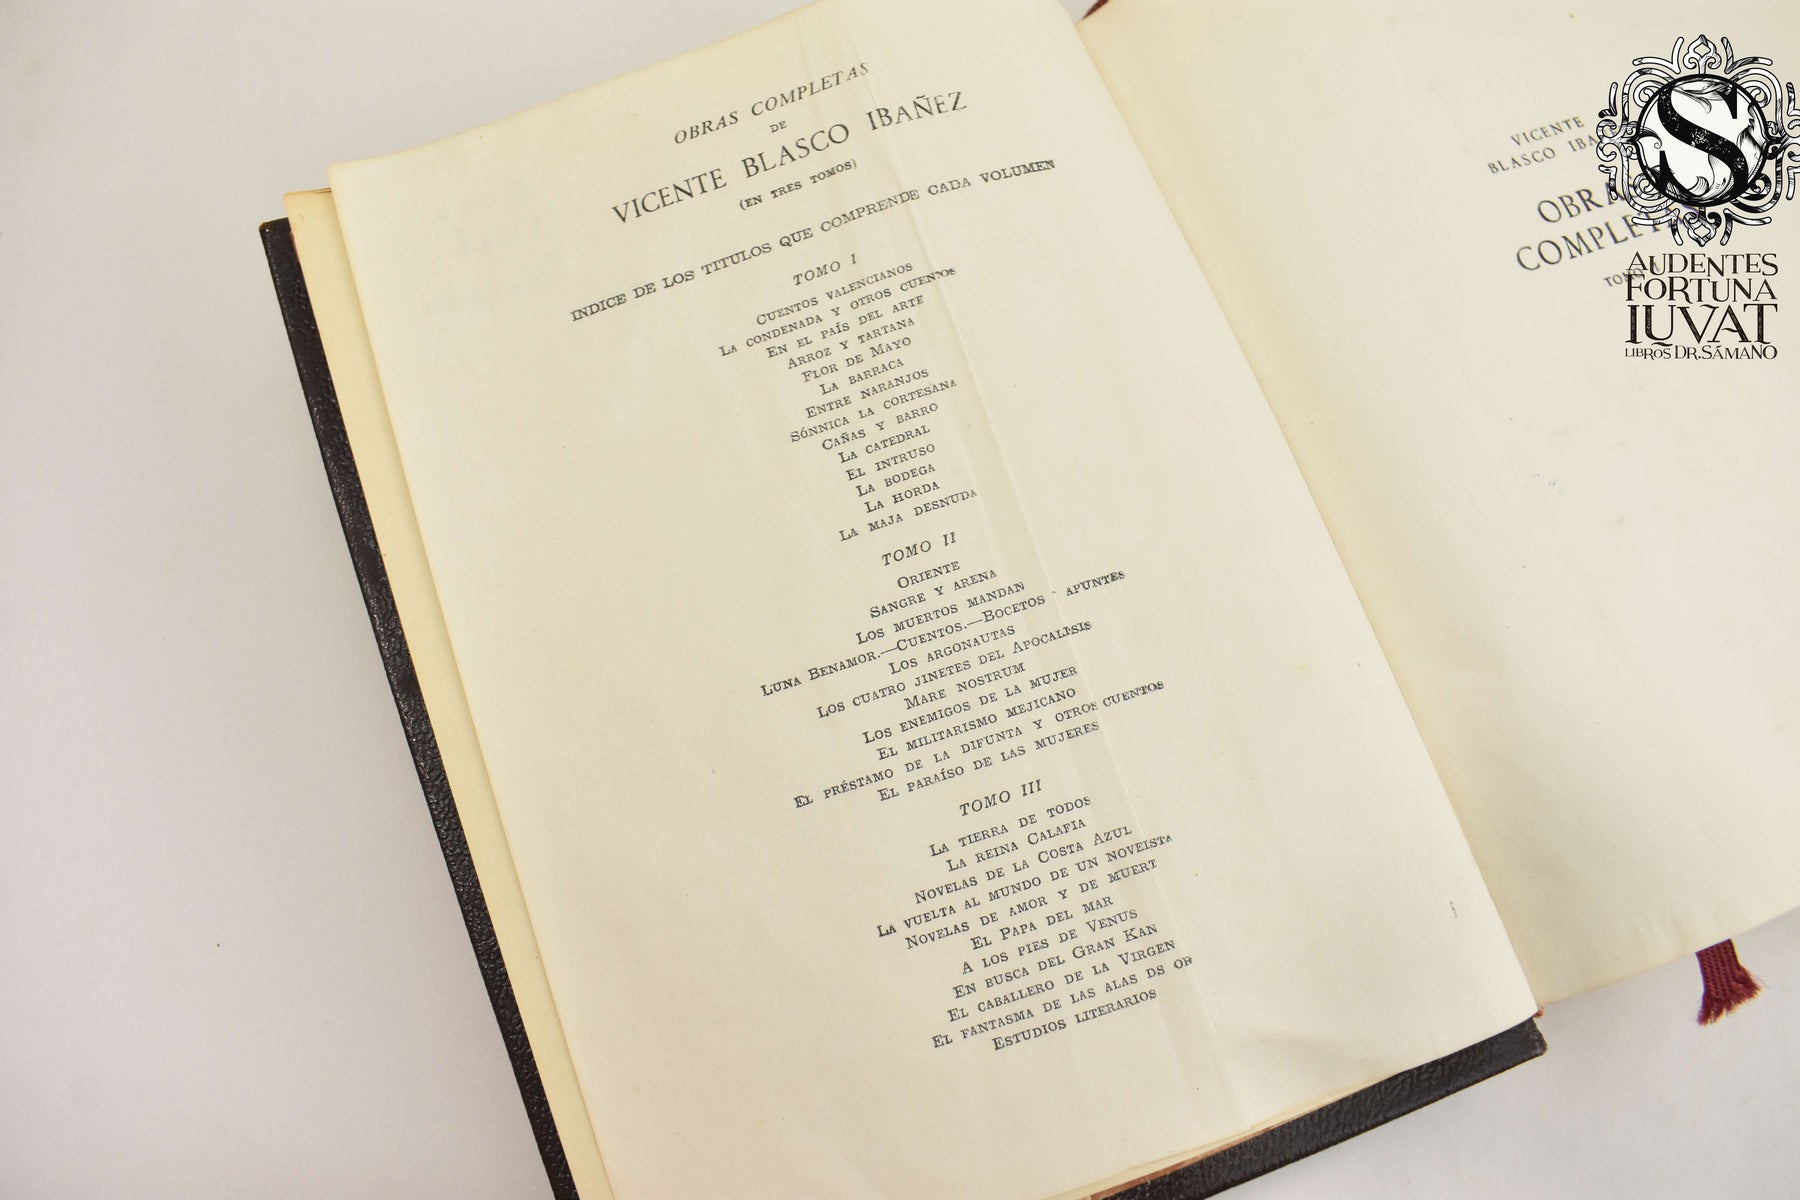 OBRAS COMPLETAS
DE
VICENTE BLASCO IBAÑEZ
(EN TRES TOMOS)
INDICE DE LOS TITULOS QUE COMPRENDE CADA VOLUMEN
TOMO I
CUENTOS VALENCIANOS
LA CONDENADA Y OTROS CUENTOS
EN EL PAÍS DEL ARTE
ARROZ Y TARTANA
FLOR DE MAYO
LA BARRACA
ENTRE NARANJOS
SÓNNICA LA CORTESANA
CAÑAS Y BARRO
LA CATEDRAL
EL INTRUSO
LA BODEGA
LA HORDA
LA MAJA DESNUDA
TOMO II
ORIENTE
SANGRE Y ARENA
LOS MUERTOS MANDAN
LUNA BENAMOR.—CUENTOS.—BOCETOS APUNTES
LOS ARGONAUTAS
LOS CUATRO JINETES DEL APOCALISIS
MARE NOSTRUM
LOS ENEMIGOS DE LA MUJER
EL MILITARISMO MEJICANO
EL PRÉSTAMO DE LA DIFUNTA Y OTROS CUENTOS
EL PARAÍSO DE LAS MUJERES
TOMO III
LA TIERRA DE TODOS
LA REINA CALAFIA
NOVELAS DE LA COSTA AZUL
LA VUELTA AL MUNDO DE UN NOVEISTA
NOVELAS DE AMOR Y DE MUERT
EL PAPA DEL MAR
A LOS PIES DE VENUS
EN BUSCA DEL GRAN KAN
EL CABALLERO DE LA VIRGEN
EL FANTASMA DE LAS ALAS DS OR
ESTUDIOS LITERARIOS
VICENTE
BLASCO IBA
OBRA
COMPLETA
TOMO
S
AUDENTES
FORTUNA
IUVAT
LIBROS DR. SÁMANO